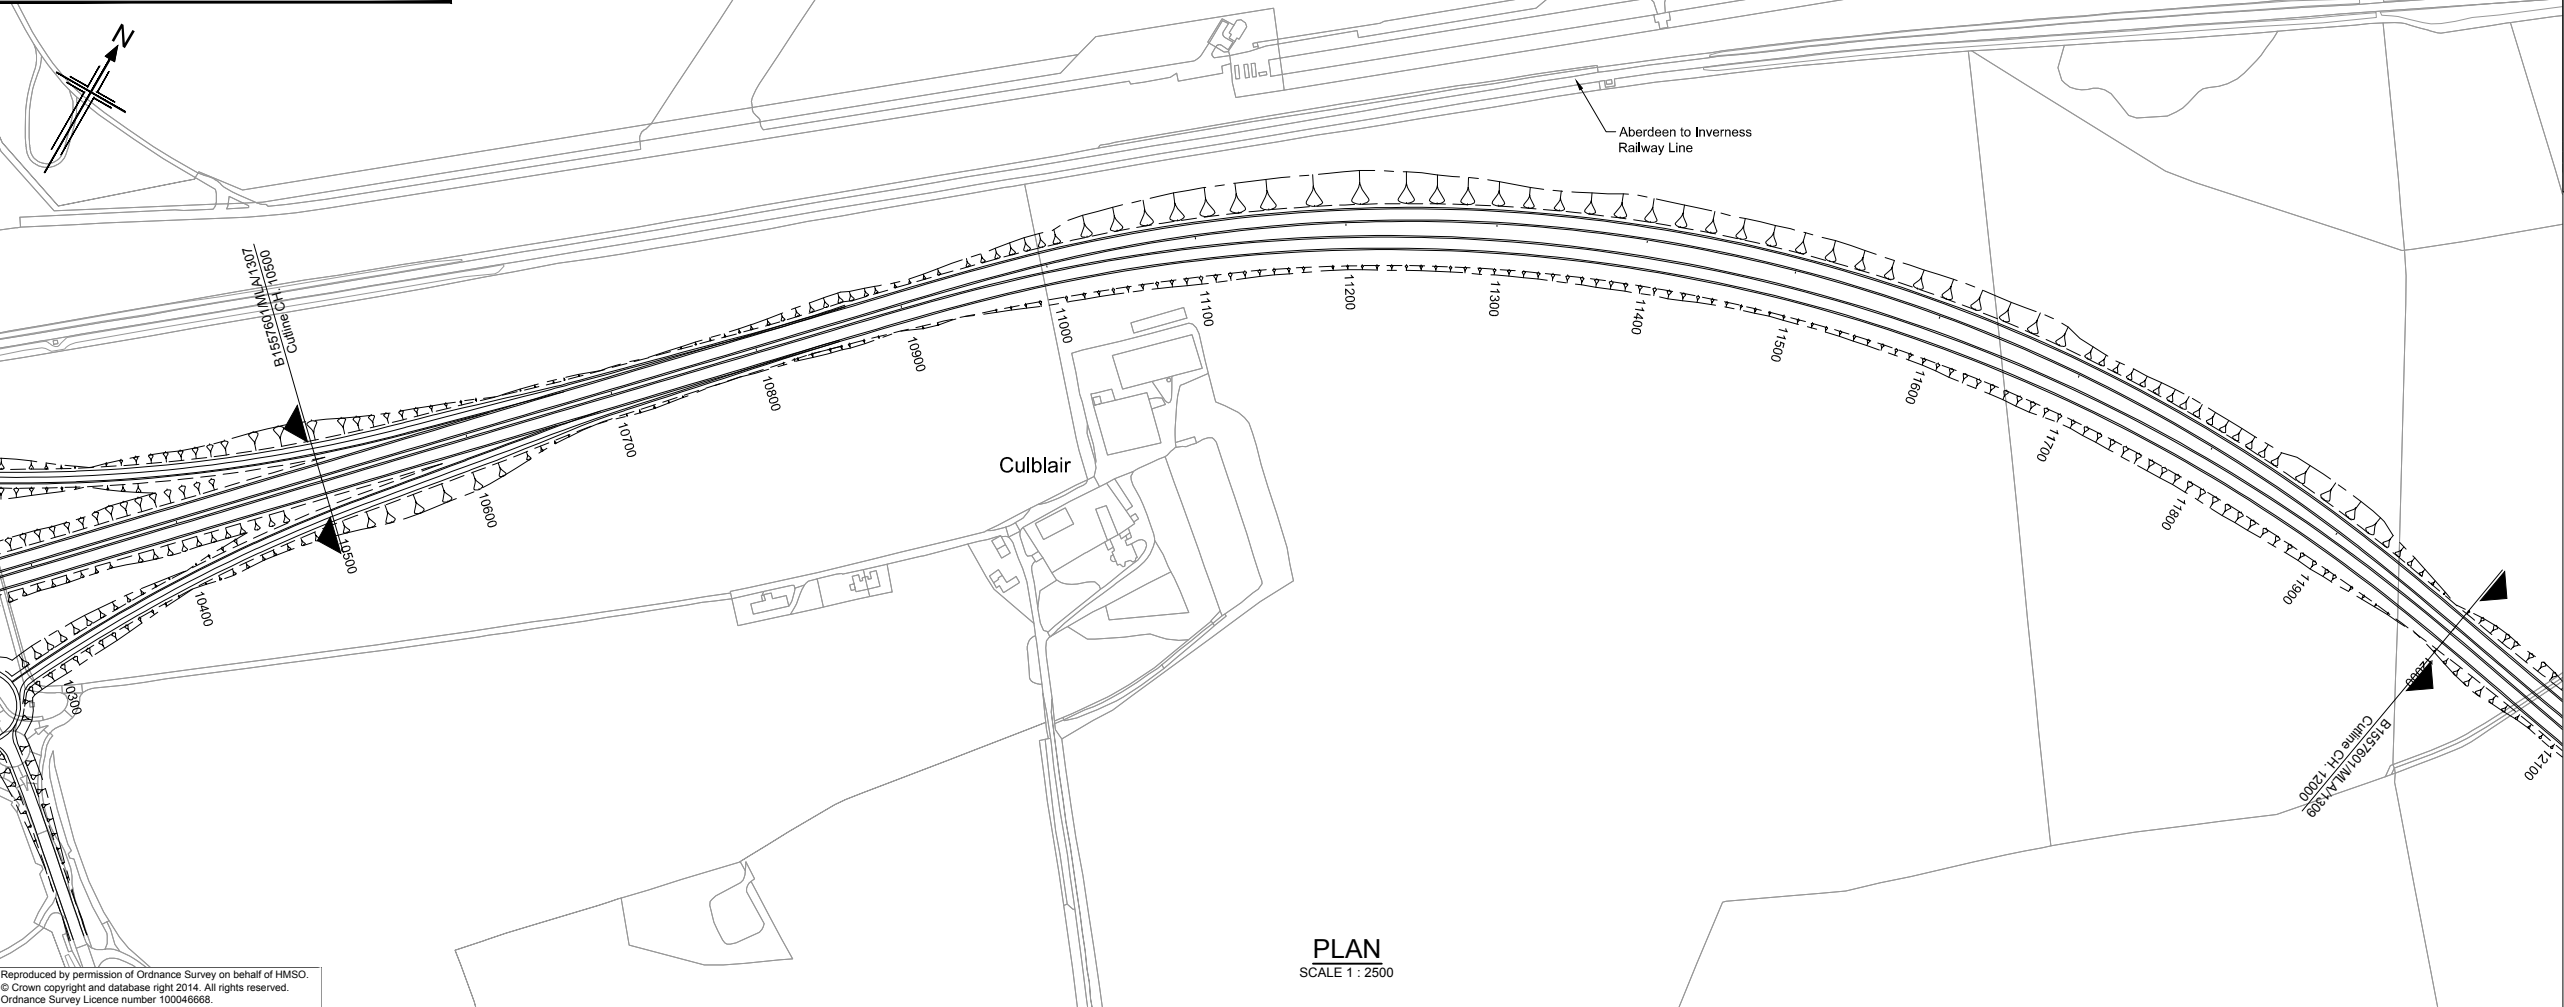 N
Aberdeen to Inverness
Railway Line
B1557601/MLA/1307
Cutline CH. 10500
10300
10400
10500
10600
10700
10800
10900
11000
11100
11200
11300
11400
11500
11600
11700
11800
11900
12000
12100
Culblair
B1557601/MLA/1309
Cutline CH. 12000
PLAN
SCALE 1 : 2500
Reproduced by permission of Ordnance Survey on behalf of HMSO.
© Crown copyright and database right 2014. All rights reserved.
Ordnance Survey Licence number 100046668.